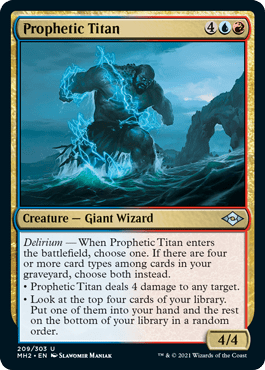 Prophetic Titan 4
Creature — Giant Wizard
Delirium — When Prophetic Titan enters
the battlefield, choose one. If there are four
or more card types among cards in your
graveyard, choose both instead.
• Prophetic Titan deals 4 damage to any target.
• Look at the top four cards of your library.
Put one of them into your hand and the rest
on the bottom of your library in a random
order.
4/4
209/303 U
MH2 • EN SLAWOMIR MANIAK ™ & © 2021 Wizards of the Coast